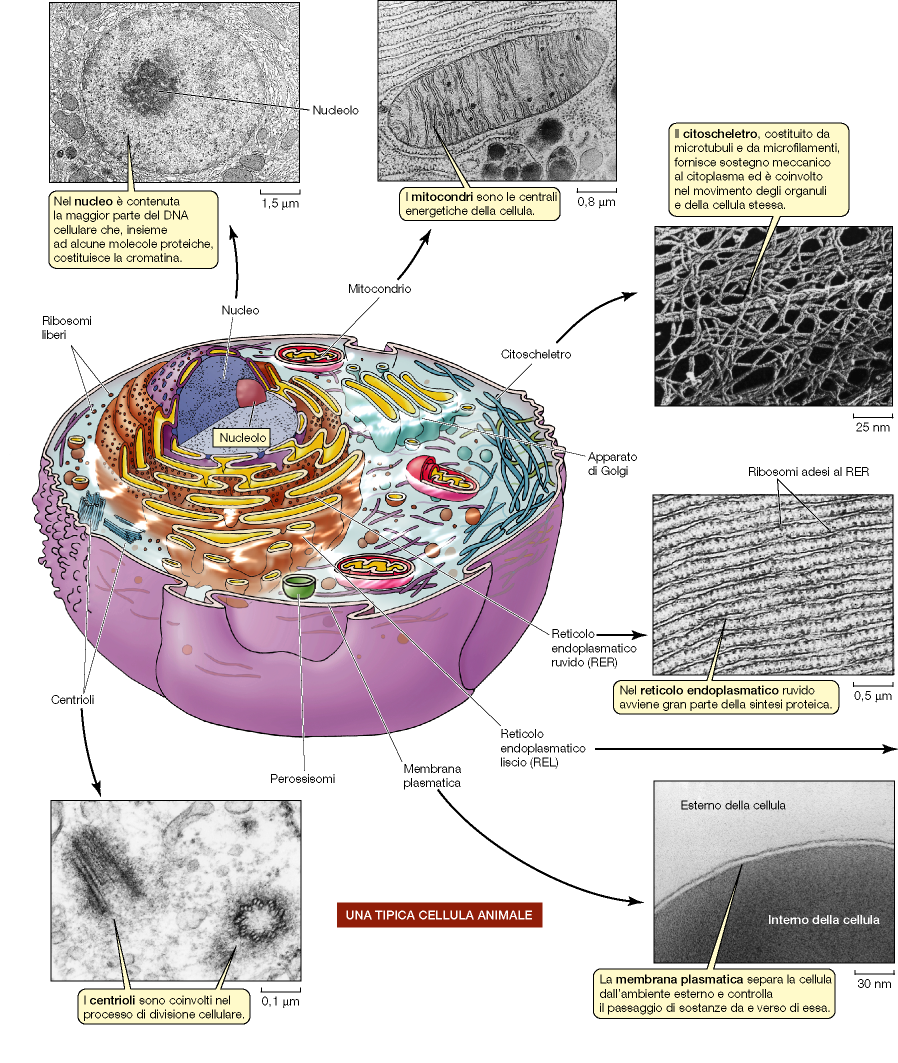 Nucleolo
Nel nucleo è contenuta
la maggior parte del DNA
cellulare che, insieme
ad alcune molecole proteiche,
costituisce la cromatina.
1,5 µm
I mitocondri sono le centrali
energetiche della cellula.
0,8 µm
Il citoscheletro, costituito da
microtubuli e da microfilamenti,
fornisce sostegno meccanico
al citoplasma ed è coinvolto
nel movimento degli organuli
e della cellula stessa.
25 nm
Mitocondrio
Nucleo
Ribosomi
liberi
Citoscheletro
Nucleolo
Apparato
di Golgi
Ribosomi adesi al RER
Reticolo
endoplasmatico
ruvido (RER)
Nel reticolo endoplasmatico ruvido
avviene gran parte della sintesi proteica.
0,5 µm
Centrioli
Reticolo
endoplasmatico
liscio (REL)
Perossisomi
Membrana
plasmatica
Esterno della cellula
Interno della cellula
UNA TIPICA CELLULA ANIMALE
La membrana plasmatica separa la cellula
dall'ambiente esterno e controlla
il passaggio di sostanze da e verso di essa.
30 nm
I centrioli sono coinvolti nel
processo di divisione cellulare.
0,1 µm